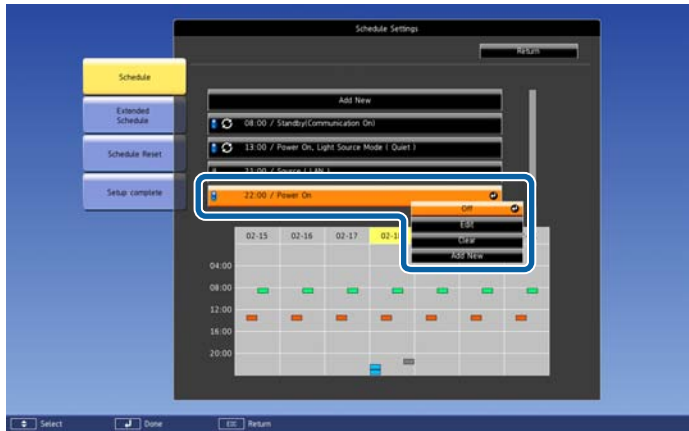 Schedule Settings
Return
Schedule
Extended
Schedule
Schedule Reset
Setup complete
Add New
08:00 / Standby(Communication On)
13:00 / Power On, Light Source Mode ( Quiet )
21:00 / Source ( LAN )
22:00 / Power On
Off
Edit
Clear
Add New
02-15 02-16 02-17
04:00
08:00
12:00
16:00
20:00
Select
Done
Esc Return